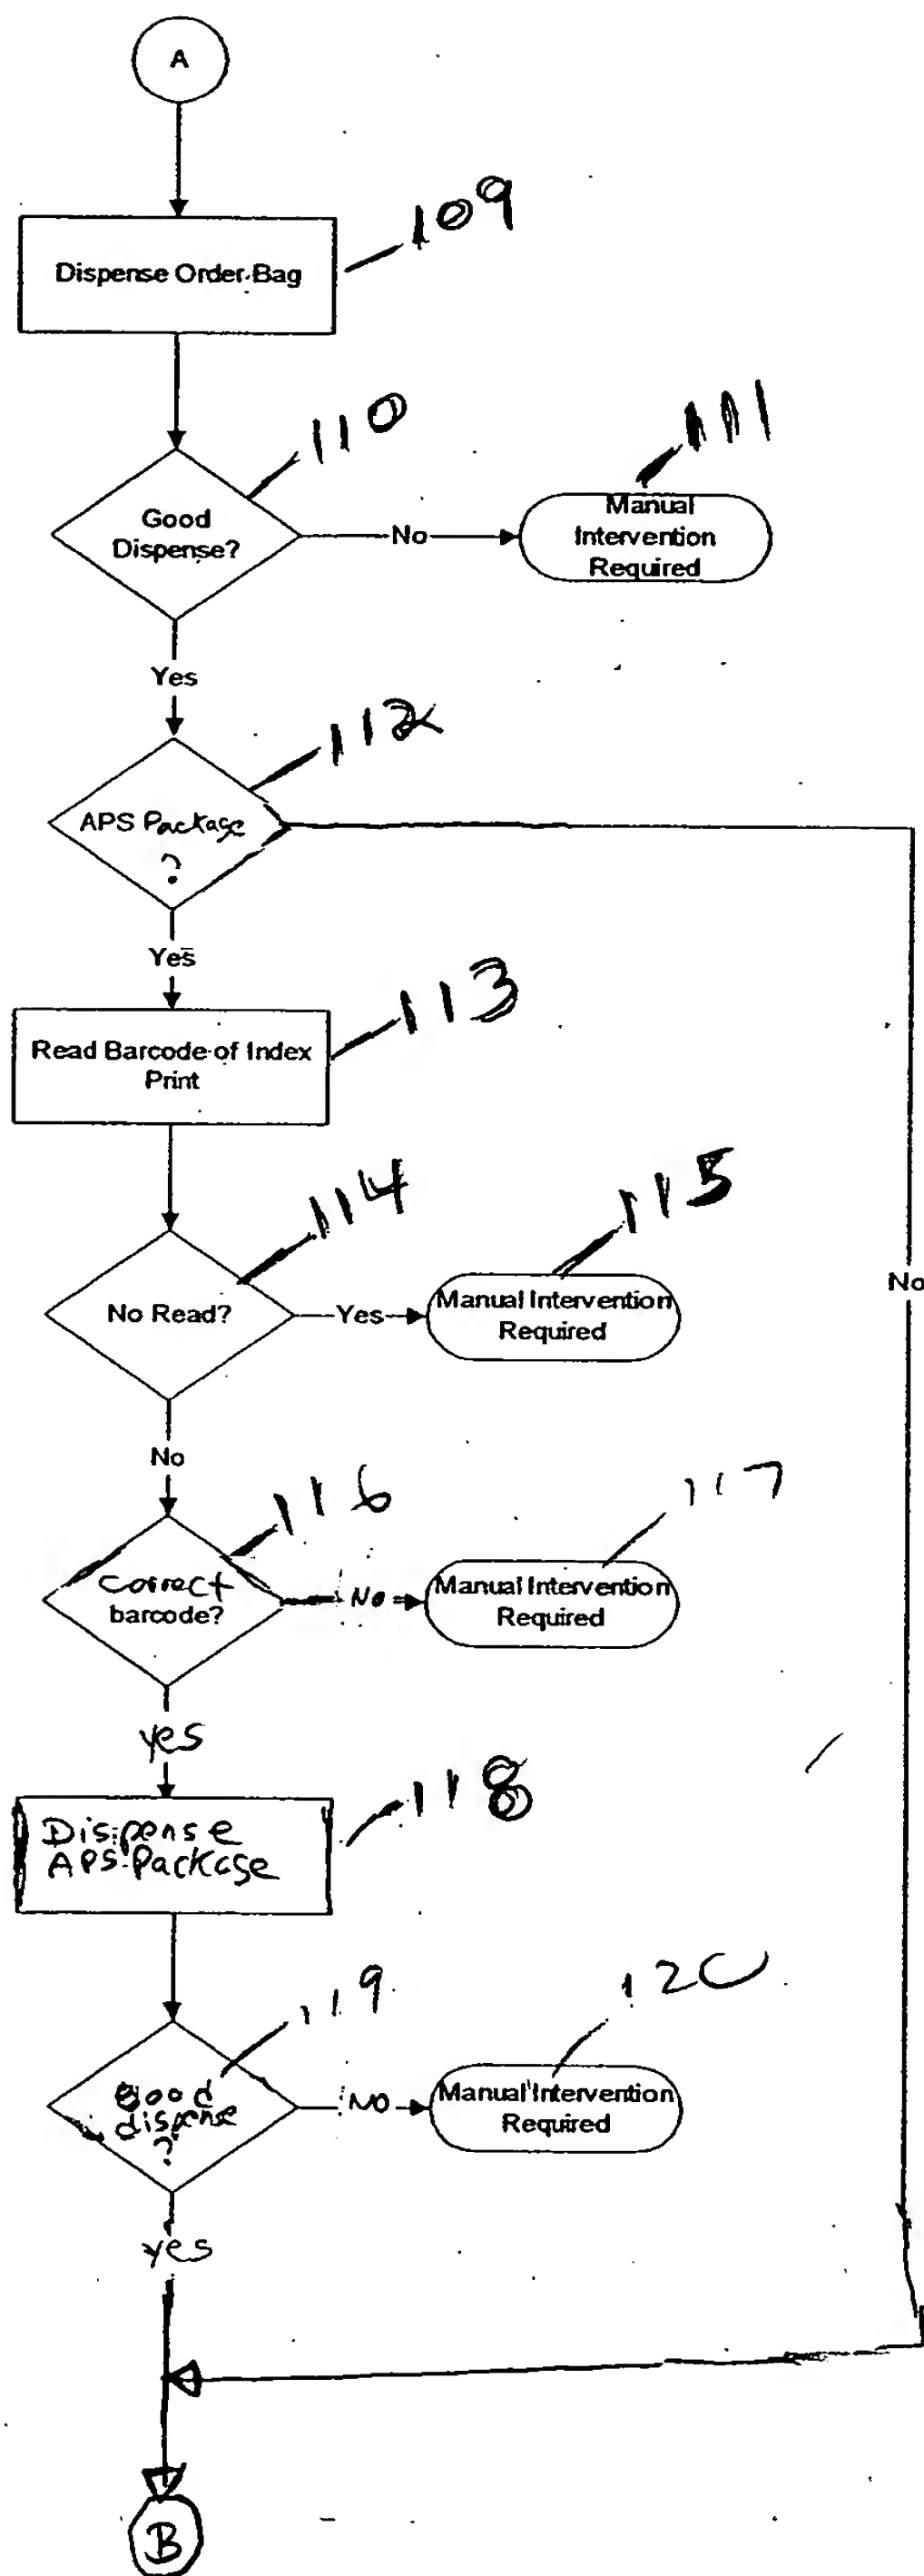 A
109
Dispense Order Bag
110
111
Good
Dispense?
No
Manual
Intervention
Required
Yes
112
APS Package
?
Yes
113
Read Barcode of Index
Print
114
115
No Read?
Yes
Manual Intervention
Required
No
No
116
117
correct
barcode?
No
Manual Intervention
Required
yes
118
Dispense
APS Package
119
120
good
dispense
?
No
Manual Intervention
Required
yes
B